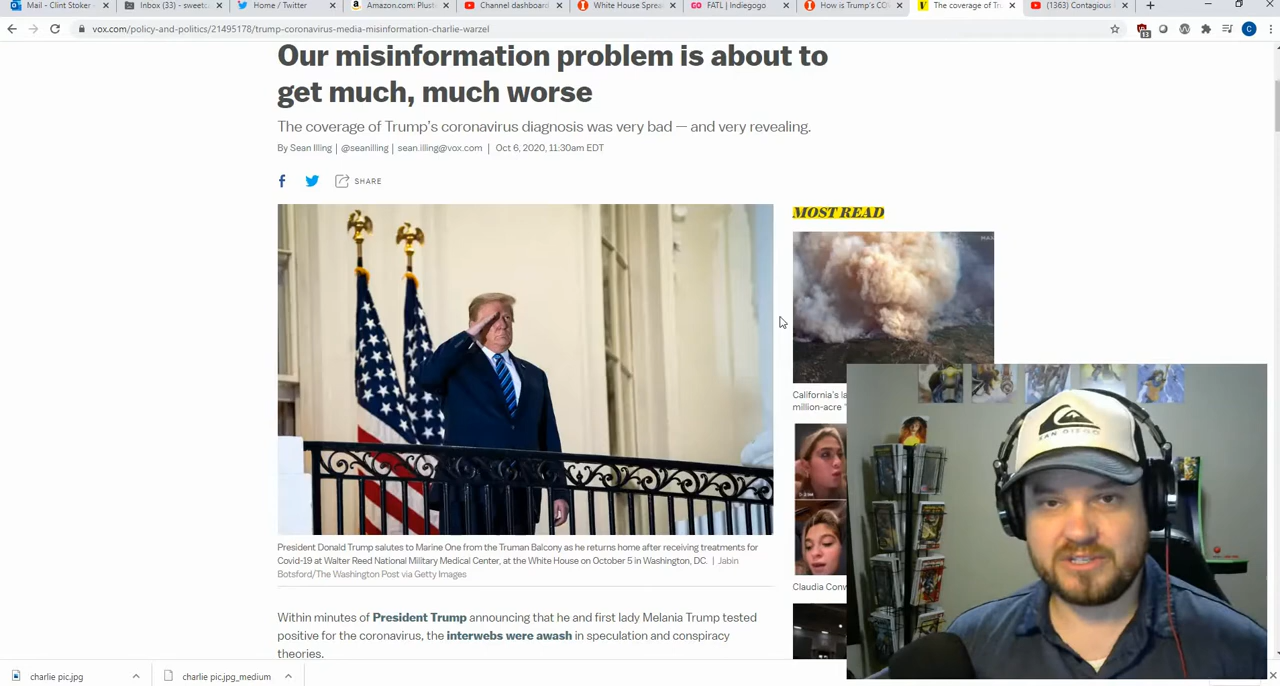 Mail - Clint Stoker -
Inbox (33) - sweetc
Home / Twitter
Amazon.com: Plush
Channel dashboard
White House Sprea
FATL | Indiegogo
How is Trump's CO
The coverage of Tru
(1363) Contagious
vox.com/policy-and-politics/21495178/trump-coronavirus-media-misinformation-charlie-warzel
13
C
Our misinformation problem is about to
get much, much worse
The coverage of Trump's coronavirus diagnosis was very bad — and very revealing.
By Sean Illing | @seanilling | sean.illing@vox.com | Oct 6, 2020, 11:30am EDT
SHARE
MOST READ
California's la
million-acre "
Claudia Conw
President Donald Trump salutes to Marine One from the Truman Balcony as he returns home after receiving treatments for
Covid-19 at Walter Reed National Military Medical Center, at the White House on October 5 in Washington, DC. | Jabin
Botsford/The Washington Post via Getty Images
Within minutes of President Trump announcing that he and first lady Melania Trump tested
positive for the coronavirus, the interwebs were awash in speculation and conspiracy
theories.
SAN DIEGO
charlie pic.jpg
charlie pic.jpg_medium